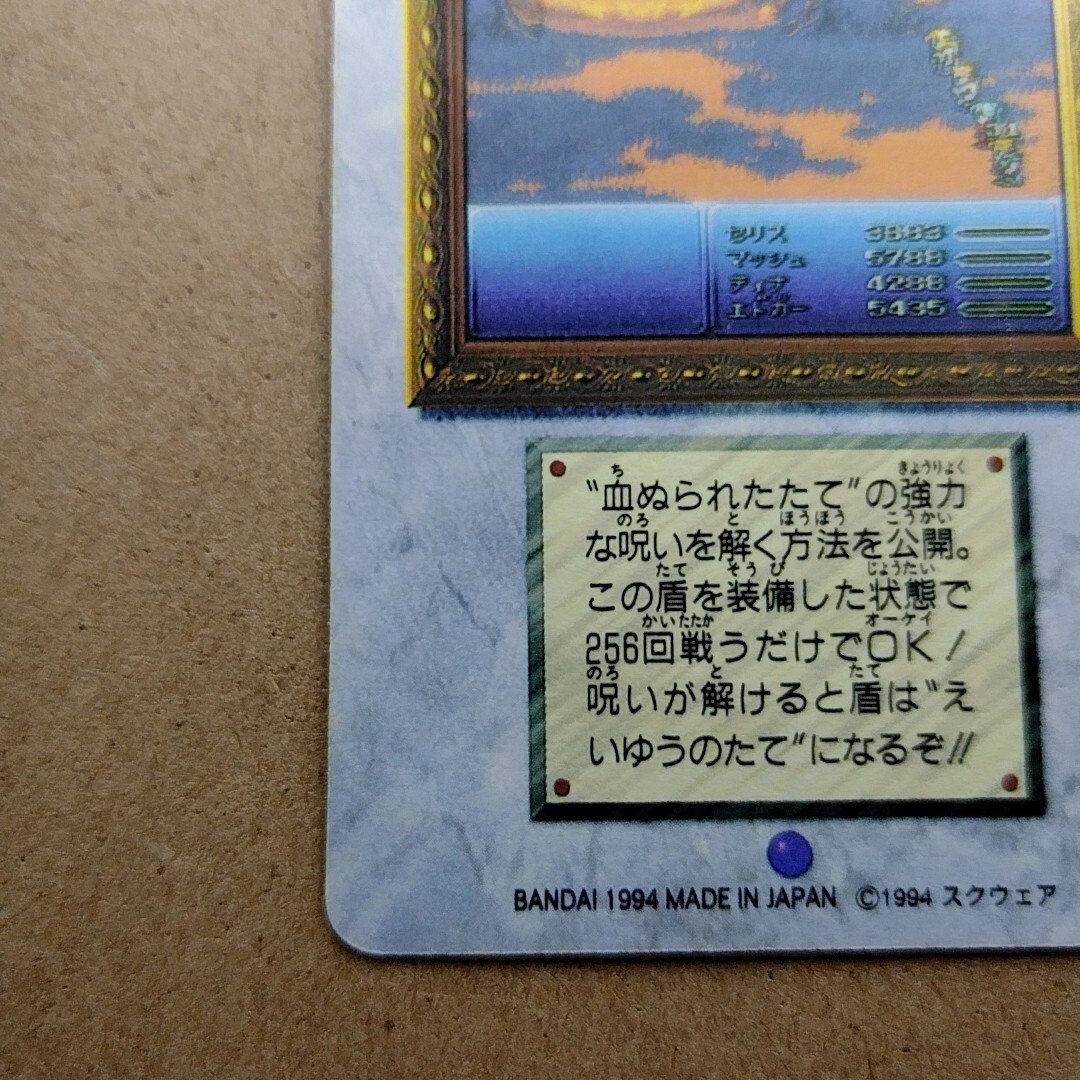 セリス 3683
マッシュ 5788
ティナ 4286
エドガー 5435
"血ぬられたたて"の強力
な呪いを解く方法を公開。
この盾を装備した状態で
256回戦うだけでOK!
呪いが解けると盾は"え
いゆうのたて"になるぞ!!
BANDAI 1994 MADE IN JAPAN ©1994 スクウェア